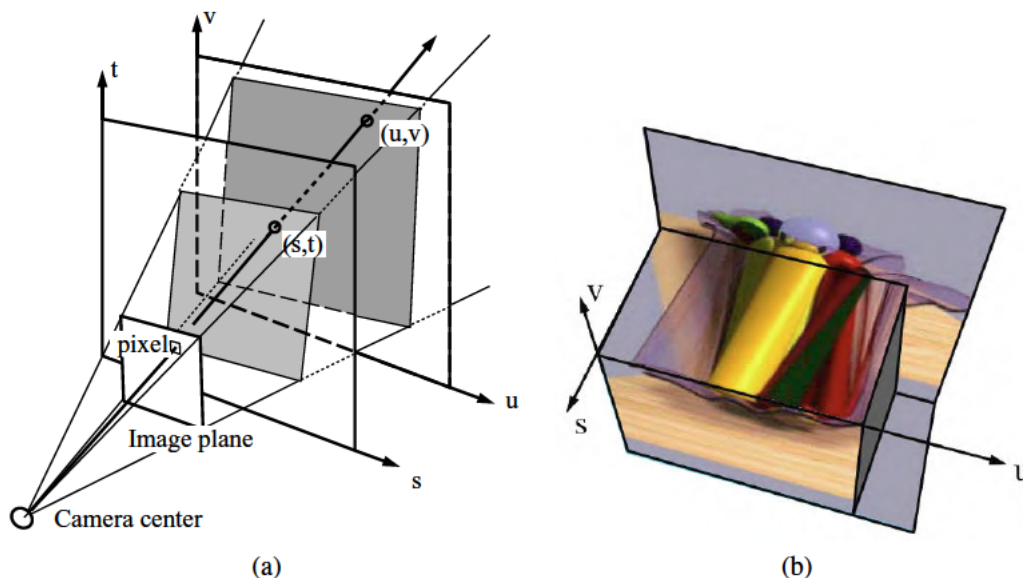 v
t
(u,v)
(s,t)
pixel
u
Image plane
s
Camera center
(a)
v
s
u
(b)